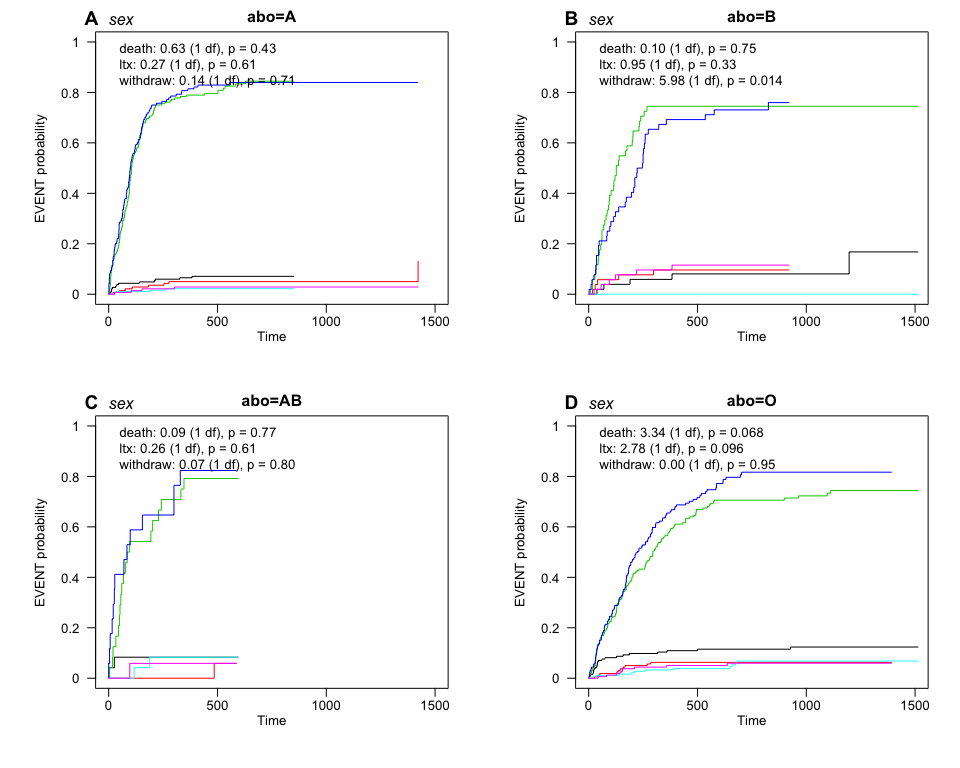 A sex abo=A
death: 0.63 (1 df), p = 0.43
ltx: 0.27 (1 df), p = 0.61
withdraw: 0.14 (1 df), p = 0.71
EVENT probability
1
0.8
0.6
0.4
0.2
0
0 500 1000 1500
Time
B sex abo=B
death: 0.10 (1 df), p = 0.75
ltx: 0.95 (1 df), p = 0.33
withdraw: 5.98 (1 df), p = 0.014
EVENT probability
1
0.8
0.6
0.4
0.2
0
0 500 1000 1500
Time
C sex abo=AB
death: 0.09 (1 df), p = 0.77
ltx: 0.26 (1 df), p = 0.61
withdraw: 0.07 (1 df), p = 0.80
EVENT probability
1
0.8
0.6
0.4
0.2
0
0 500 1000 1500
Time
D sex abo=O
death: 3.34 (1 df), p = 0.068
ltx: 2.78 (1 df), p = 0.096
withdraw: 0.00 (1 df), p = 0.95
EVENT probability
1
0.8
0.6
0.4
0.2
0
0 500 1000 1500
Time